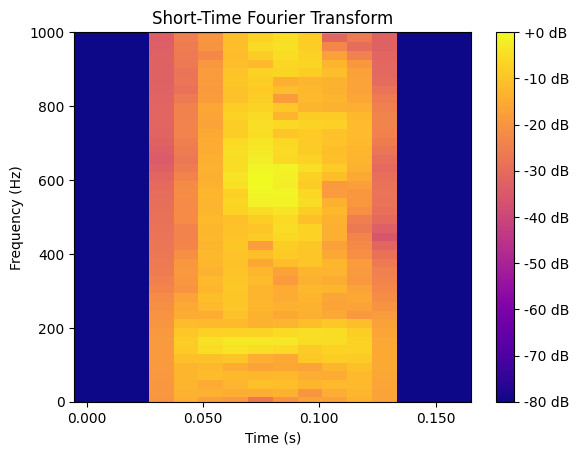 Short-Time Fourier Transform
1000
800
600
400
200
0
Frequency (Hz)
0.000
0.050
0.100
0.150
Time (s)
+0 dB
-10 dB
-20 dB
-30 dB
-40 dB
-50 dB
-60 dB
-70 dB
-80 dB